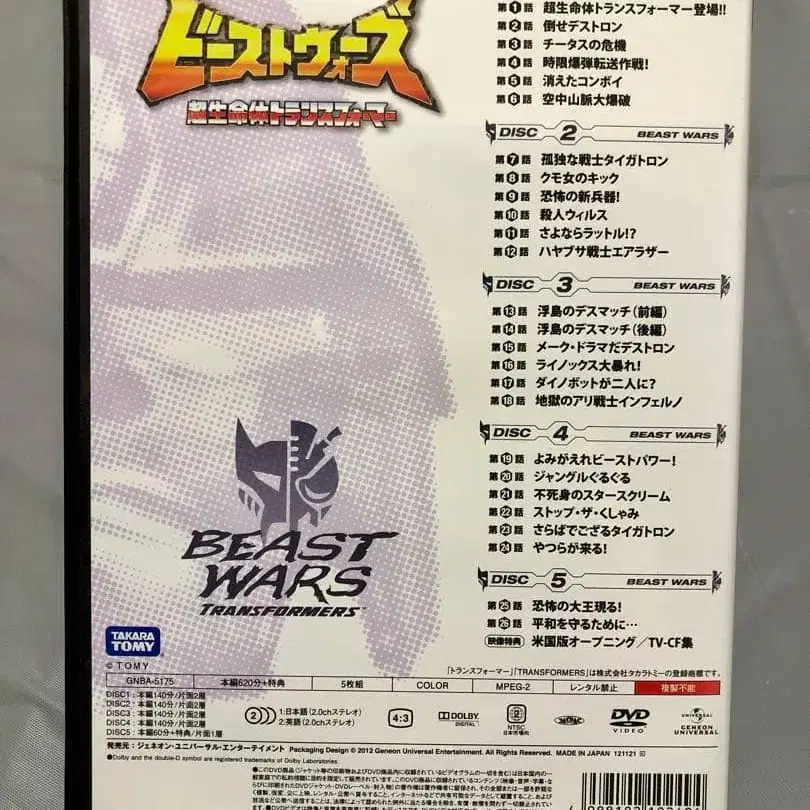 ビーストウォーズ
超生命体トランスフォーマー
第1話 超生命体トランスフォーマー登場!!
第2話 倒せデストロン
第3話 チータスの危機
第4話 時限爆弾転送作戦!
第5話 消えたコンボイ
第6話 空中山脈大爆破
DISC 2 BEAST WARS
第7話 孤独な戦士タイガトロン
第8話 クモ女のキック
第9話 恐怖の新兵器!
第10話 殺人ウィルス
第11話 さよならラットル!?
第12話 ハヤブサ戦士エアラザー
DISC 3 BEAST WARS
第13話 浮島のデスマッチ(前編)
第14話 浮島のデスマッチ(後編)
第15話 メーク・ドラマだデストロン
第16話 ライノックス大暴れ!
第17話 ダイノボットが二人に?
第18話 地獄のアリ戦士インフェルノ
DISC 4 BEAST WARS
第19話 よみがえれビーストパワー!
第20話 ジャングルぐるぐる
第21話 不死身のスタースクリーム
第22話 ストップ・ザ・くしゃみ
第23話 さらばでござるタイガトロン
第24話 やつらが来る!
DISC 5 BEAST WARS
第25話 恐怖の大王現る!
第26話 平和を守るために…
映像特典 米国版オープニング/TV-CF集
BEAST
WARS
TRANSFORMERS™
TAKARA
TOMY
© TOMY
「トランスフォーマー」「TRANSFORMERS」は株式会社タカラトミーの登録商標です。
GNBA-5175 本編620分+特典 5枚組 COLOR MPEG-2 レンタル禁止 複製不能
DISC1:本編140分/片面2層
DISC2:本編140分/片面2層
DISC3:本編140分/片面2層
DISC4:本編140分/片面2層
DISC5:本編60分+特典/片面1層
2 1:日本語(2.0chステレオ)
2:英語(2.0chステレオ)
4:3
DOLBY
DIGITAL
2
NTSC
日本市場向
DVD
VIDEO
UNIVERSAL
GENEON
UNIVERSAL
発売元:ジェネオン・ユニバーサル・エンターテイメント Packaging Design © 2012 Geneon Universal Entertainment. All Rights Reserved. MADE IN JAPAN 121121
●Dolby and the double-D symbol are registered trademarks of Dolby Laboratories.